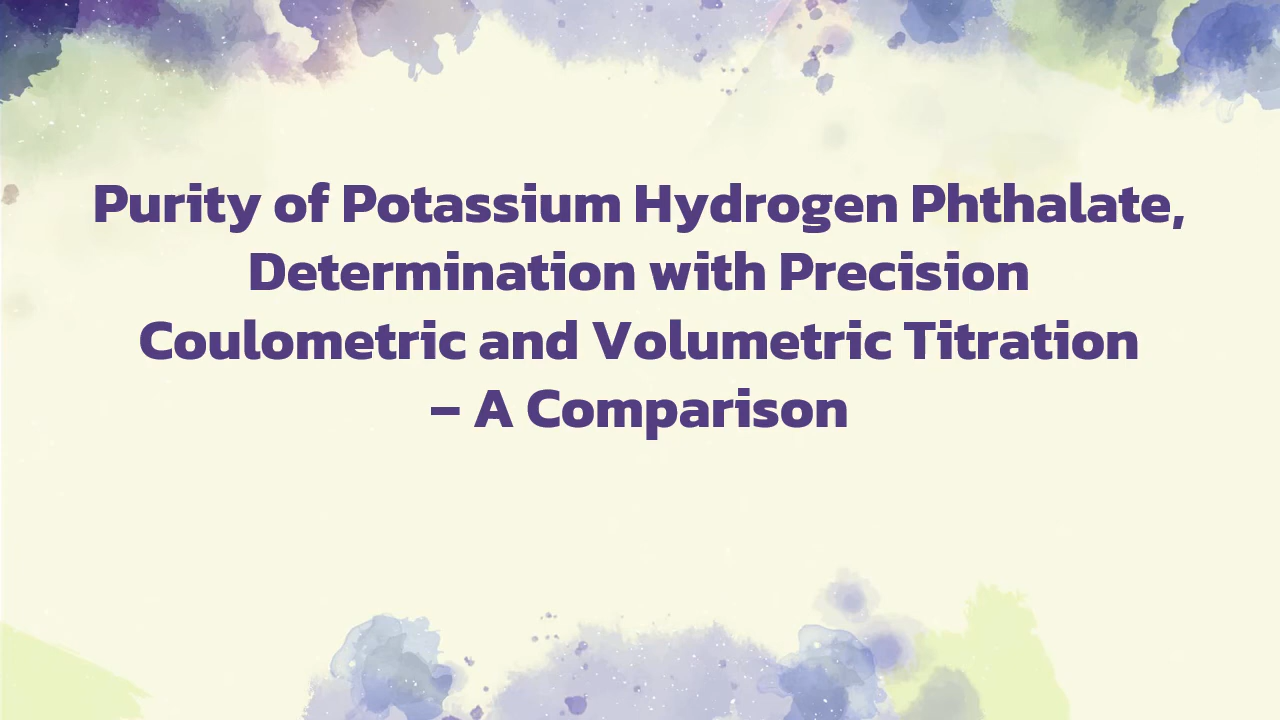 Purity of Potassium Hydrogen Phthalate,
Determination with Precision
Coulometric and Volumetric Titration
– A Comparison